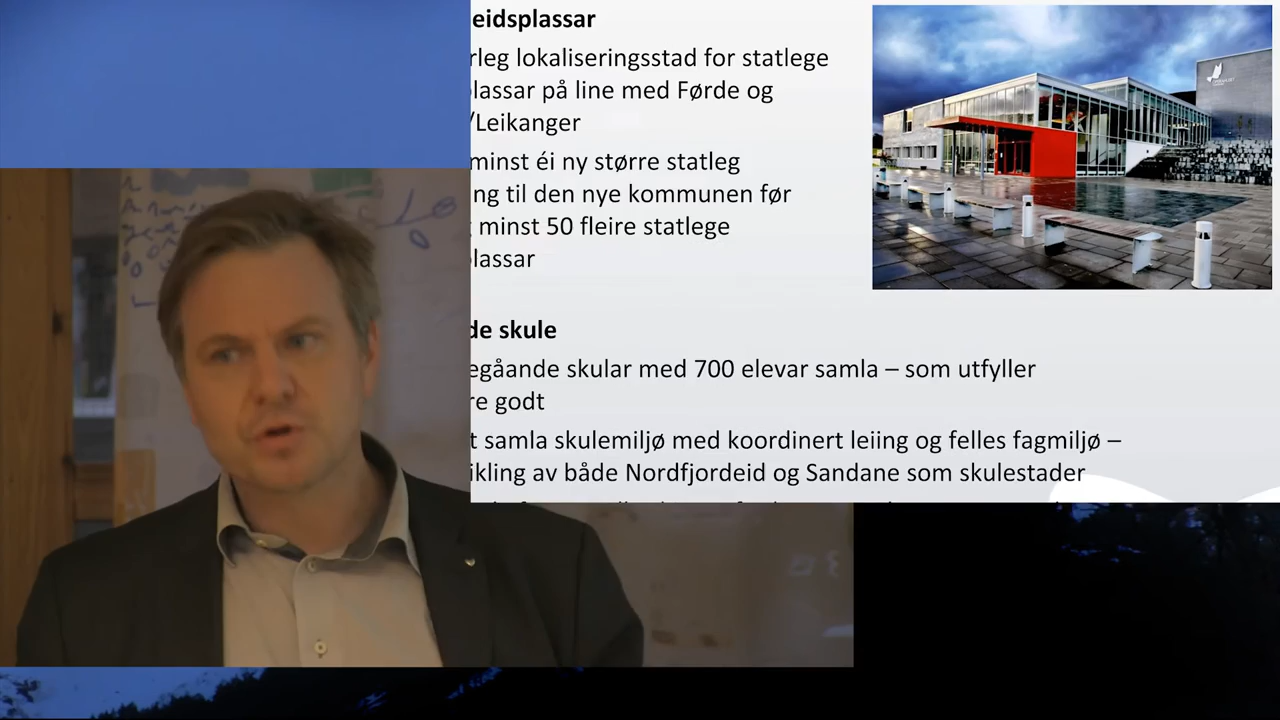 eidsplassar
rleg lokaliseringsstad for statlege
lassar på line med Førde og
/Leikanger
minst éi ny større statleg
ng til den nye kommunen før
minst 50 fleire statlege
lassar
de skule
egåande skular med 700 elevar samla – som utfyller
re godt
t samla skulemiljø med koordinert leiing og felles fagmiljø –
ikling av både Nordfjordeid og Sandane som skulestader